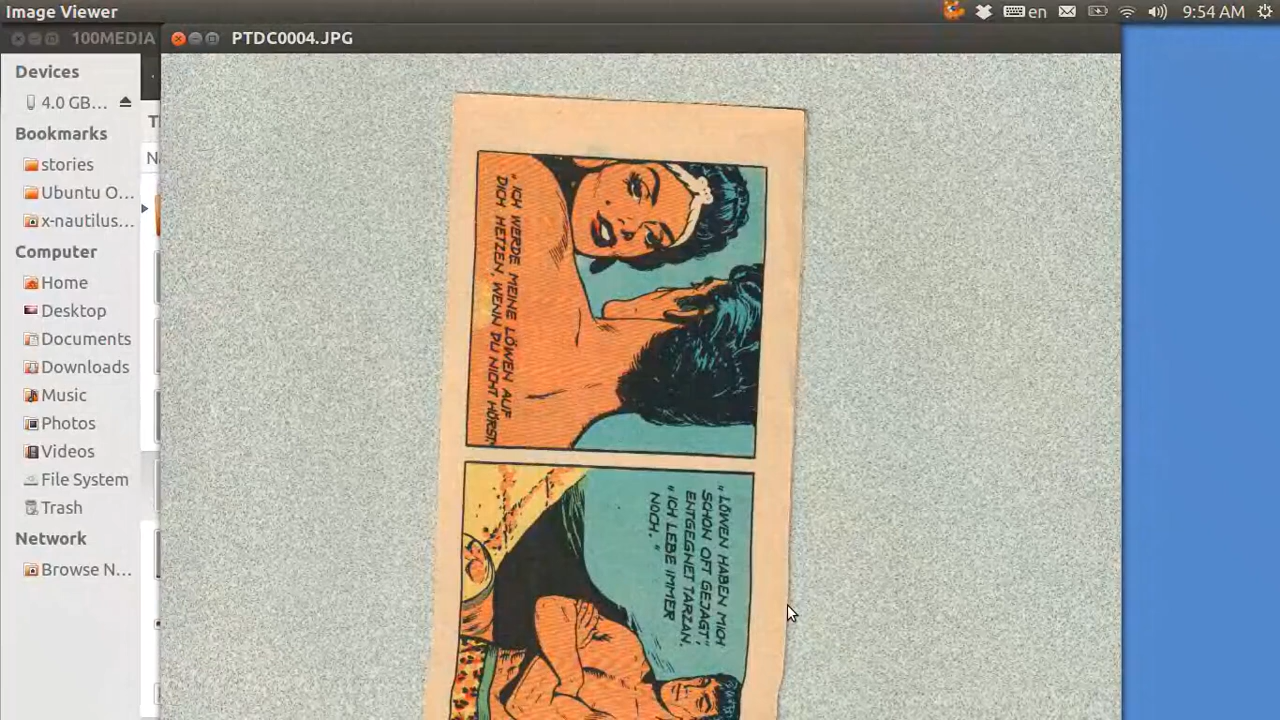 Image Viewer
en
9:54 AM
100MEDIA
PTDC0004.JPG
Devices
4.0 GB...
Bookmarks
stories
Ubuntu O...
x-nautilus...
Computer
Home
Desktop
Documents
Downloads
Music
Photos
Videos
File System
Trash
Network
Browse N...
T
N
„ICH WERDE MEINE LÖWEN AUF
DICH HETZEN, WENN DU NICHT HÖRST"
„LÖWEN HABEN MICH
SCHON OFT GEJAGT",
ENTGEGNET TARZAN.
„ICH LEBE IMMER
NOCH."